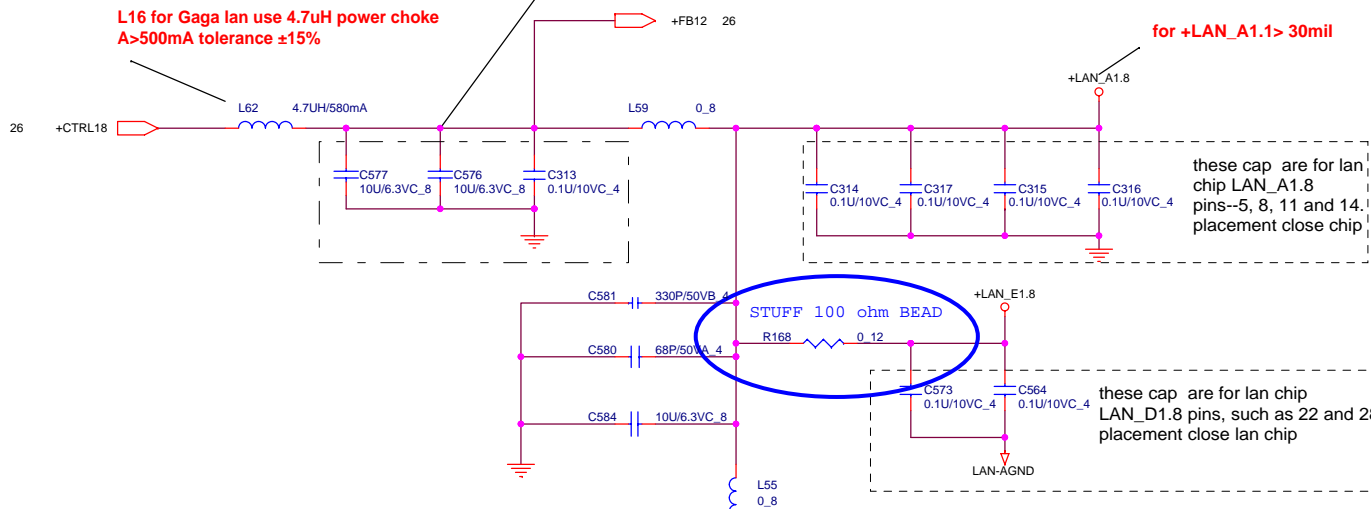 L16 for Gaga lan use 4.7uH power choke
A>500mA tolerance ±15%
+FB12 26
for +LAN_A1.1> 30mil
+LAN_A1.8
26 +CTRL18
L62 4.7UH/580mA
L59 0_8
C577
10U/6.3VC_8
C576
10U/6.3VC_8
C313
0.1U/10VC_4
C314
0.1U/10VC_4
C317
0.1U/10VC_4
C315
0.1U/10VC_4
C316
0.1U/10VC_4
these cap are for lan
chip LAN_A1.8
pins--5, 8, 11 and 14.
placement close chip
C581 330P/50VB_4
STUFF 100 ohm BEAD
+LAN_E1.8
R168 0_12
C580 68P/50VA_4
C573
0.1U/10VC_4
C564
0.1U/10VC_4
these cap are for lan chip
LAN_D1.8 pins, such as 22 and 28
placement close lan chip
C584 10U/6.3VC_8
LAN-AGND
L55
0_8